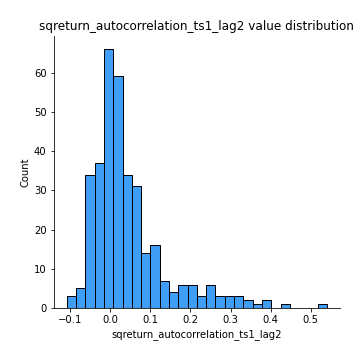 sqreturn_autocorrelation_ts1_lag2 value distribution
60
50
40
30
20
10
0
Count
−0.1 0.0 0.1 0.2 0.3 0.4 0.5
sqreturn_autocorrelation_ts1_lag2